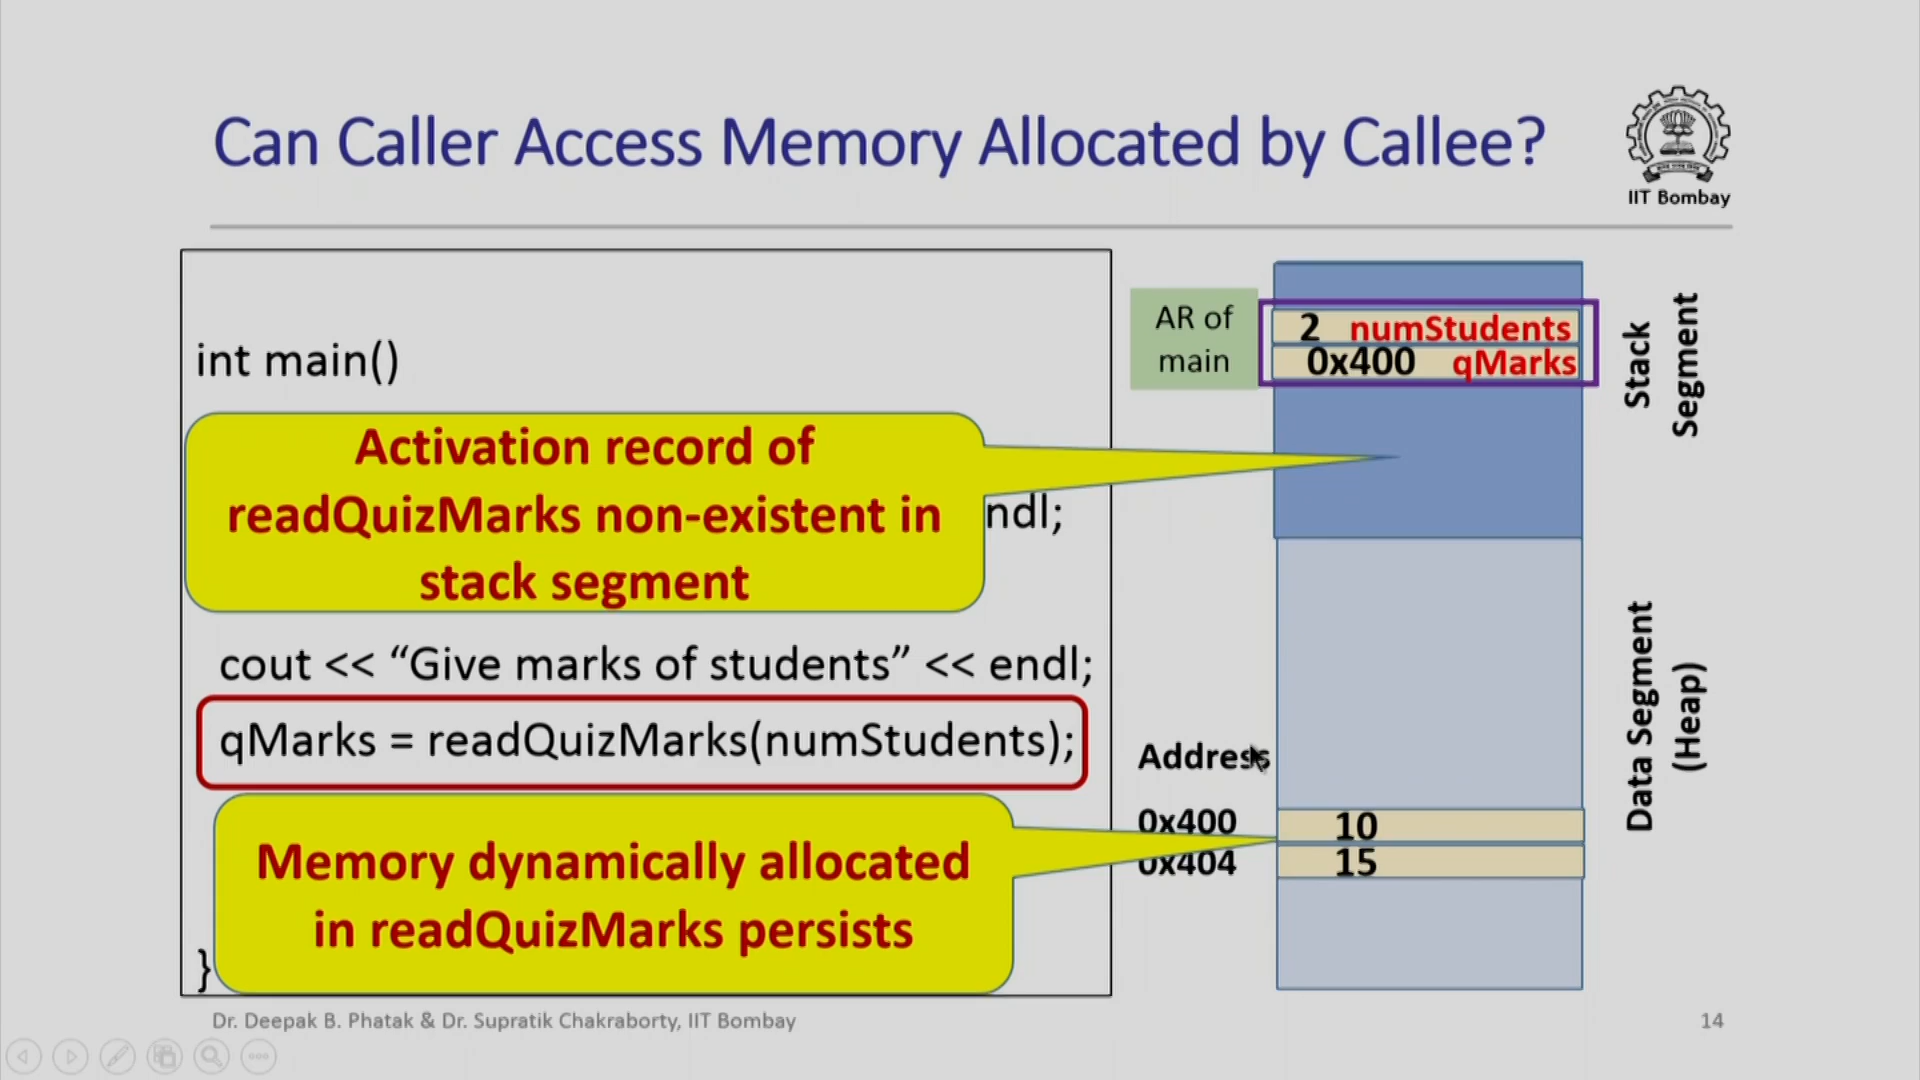 Can Caller Access Memory Allocated by Callee?
IIT Bombay
int main()
Activation record of
readQuizMarks non-existent in
stack segment
ndl;
cout << “Give marks of students” << endl;
qMarks = readQuizMarks(numStudents);
Memory dynamically allocated
in readQuizMarks persists
}
AR of
main
2 numStudents
0x400 qMarks
Stack
Segment
Address
0x400
10
0x404
15
Data Segment
(Heap)
Dr. Deepak B. Phatak & Dr. Supratik Chakraborty, IIT Bombay
14